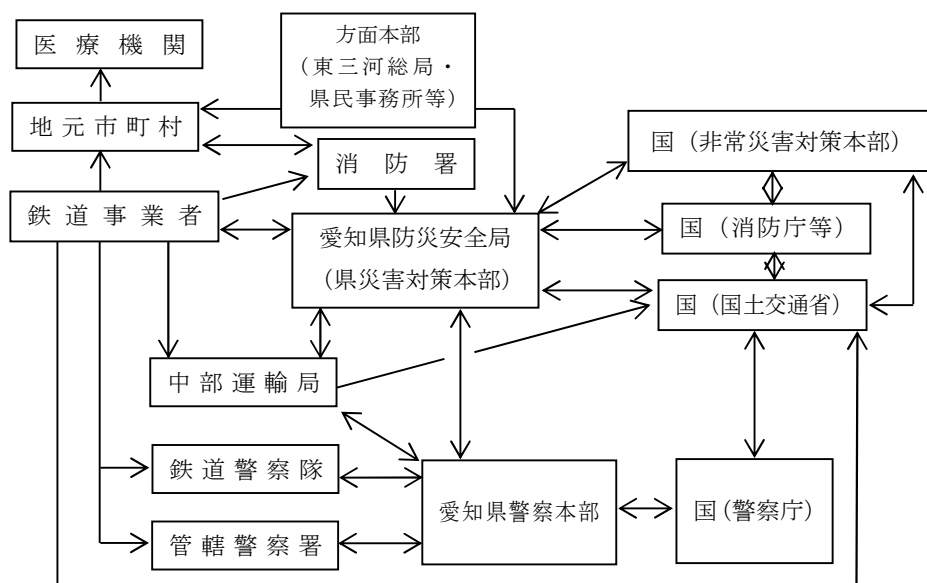 医療機関
方面本部
（東三河総局・
県民事務所等）
地元市町村
国（非常災害対策本部）
消防署
鉄道事業者
愛知県防災安全局
（県災害対策本部）
国（消防庁等）
国（国土交通省）
中部運輸局
鉄道警察隊
愛知県警察本部
国（警察庁）
管轄警察署